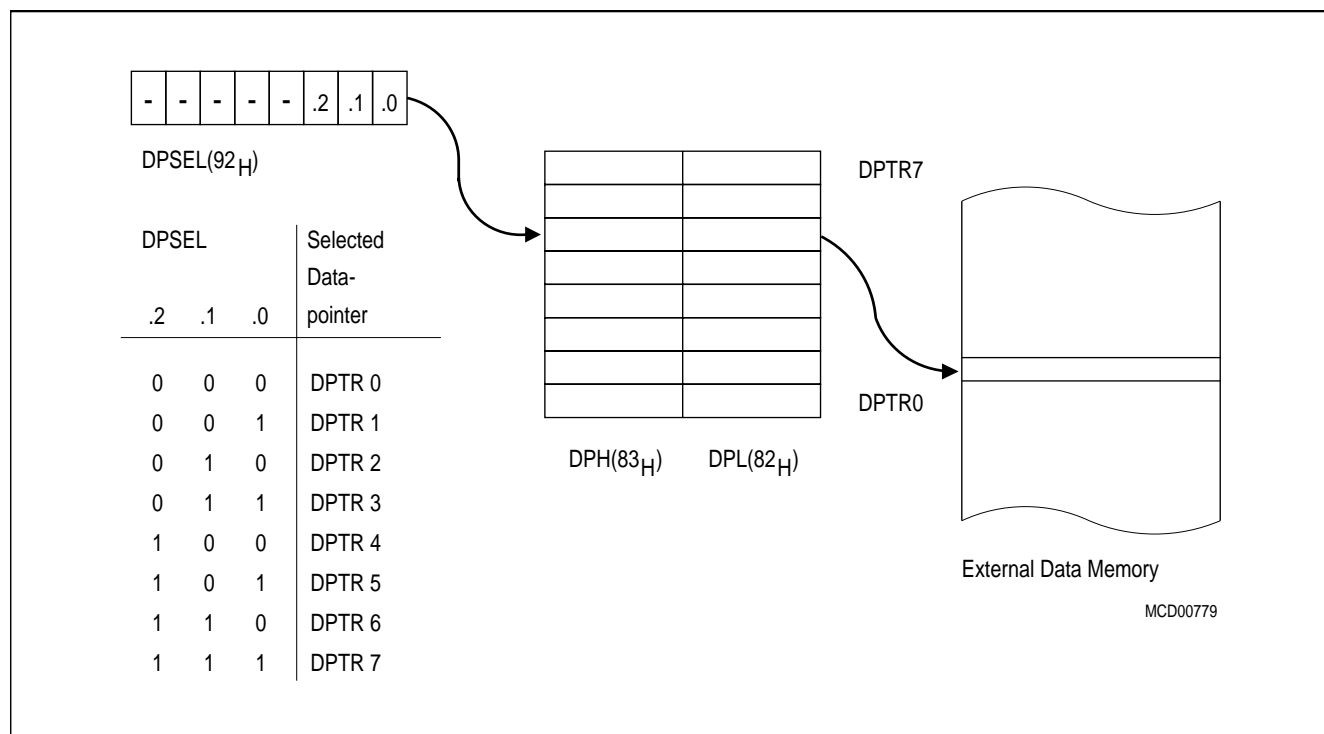 - - - - - .2 .1 .0
DPSEL(92H)
DPSEL Selected
Data-
.2 .1 .0 pointer
0 0 0 DPTR 0
0 0 1 DPTR 1
0 1 0 DPTR 2
0 1 1 DPTR 3
1 0 0 DPTR 4
1 0 1 DPTR 5
1 1 0 DPTR 6
1 1 1 DPTR 7
DPTR7
DPTR0
DPH(83H) DPL(82H)
External Data Memory
MCD00779